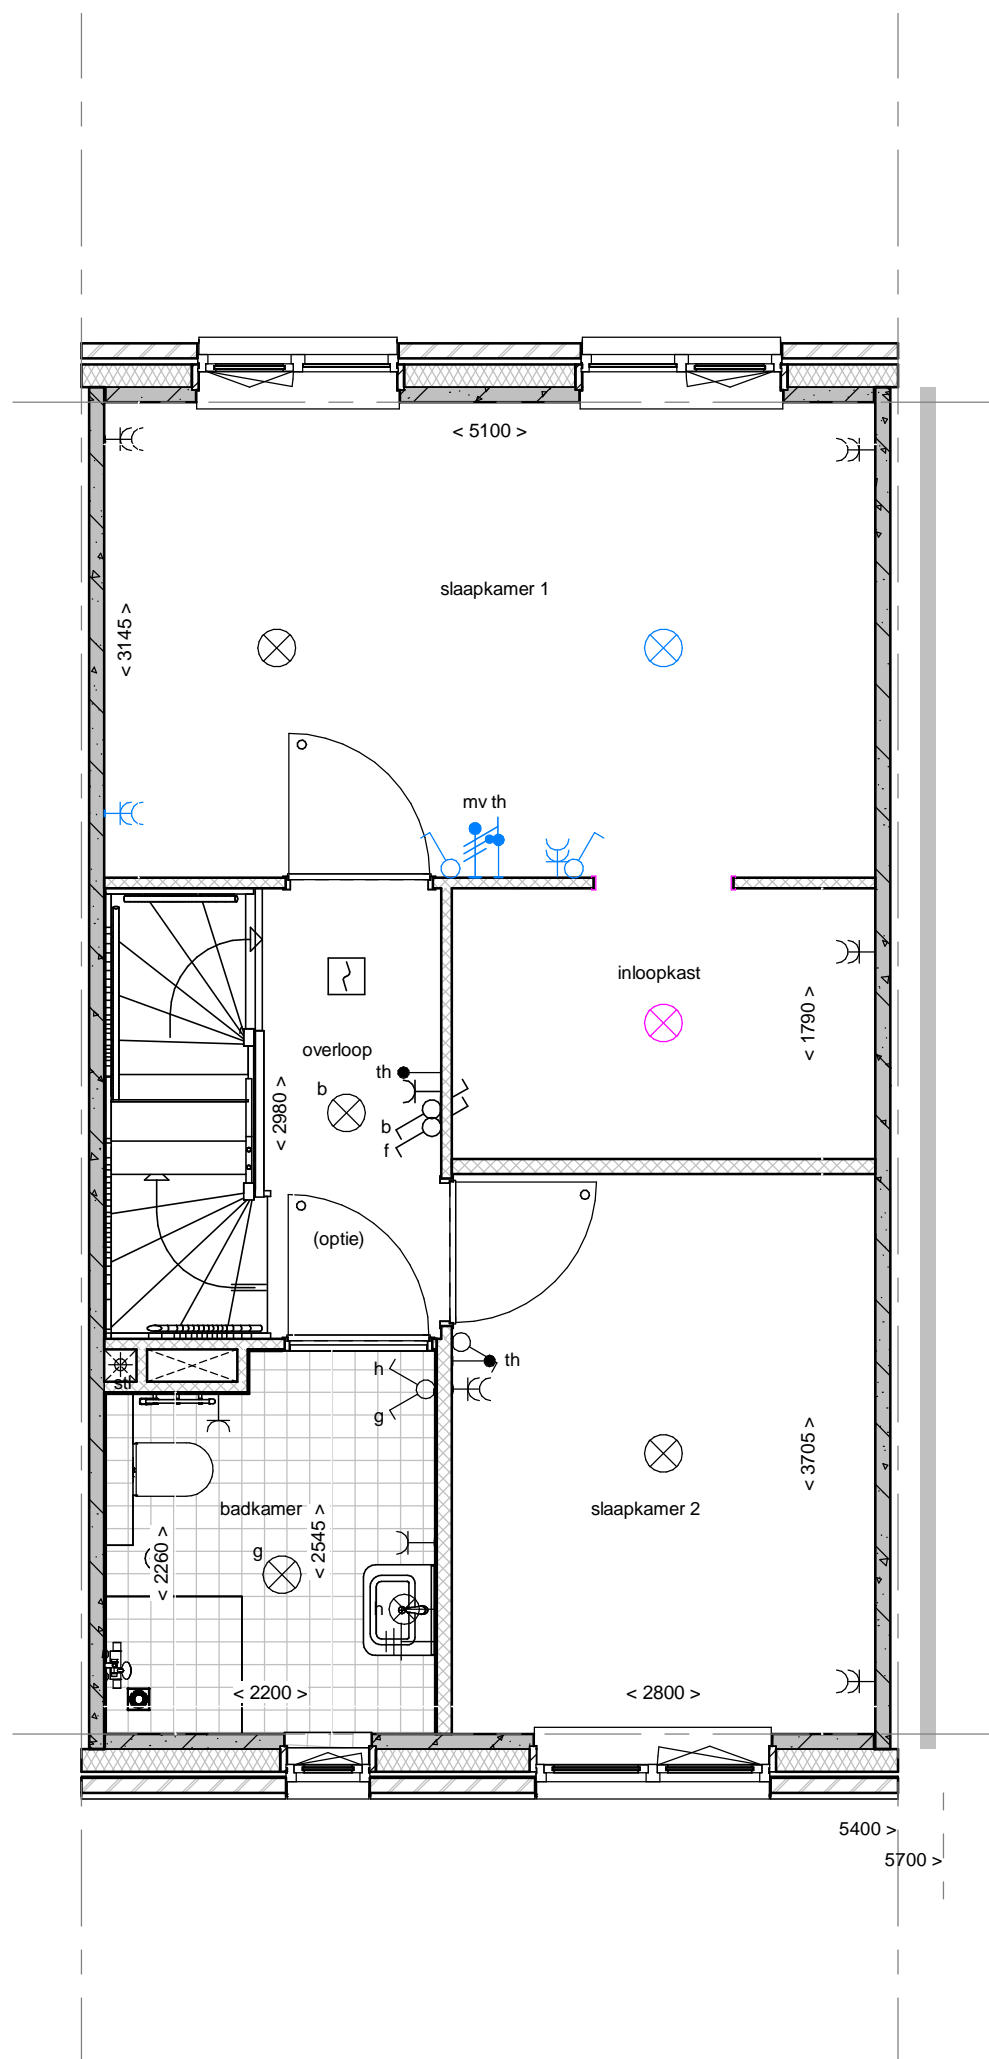 < 5100 >
slaapkamer 1
< 3145 >
mv th
inloopkast
< 1790 >
overloop
th
b
< 2980 >
b
f
(optie)
th
h
g
< 3705 >
badkamer
slaapkamer 2
< 2545 >
g
< 2260 >
h
< 2200 >
< 2800 >
5400 >
5700 >